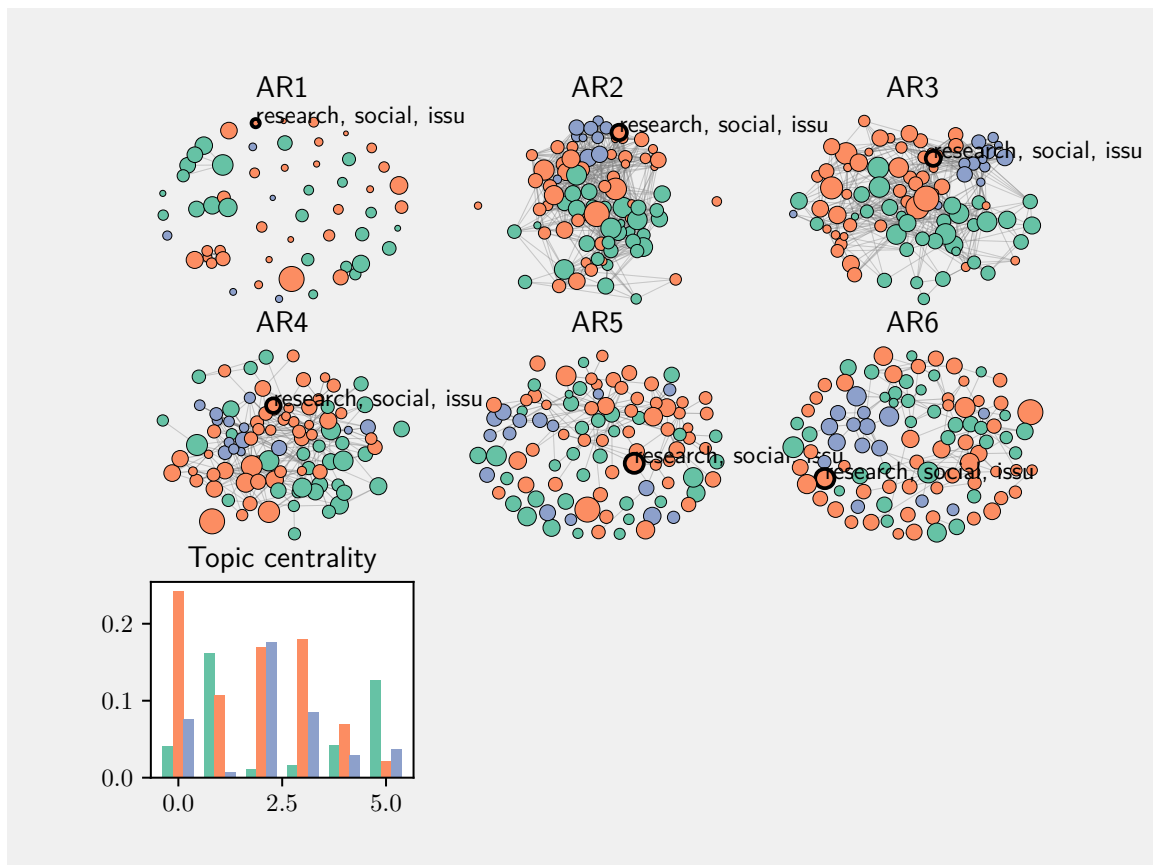 AR1
research, social, issu
AR2
research, social, issu
AR3
research, social, issu
AR4
research, social, issu
AR5
research, social, issu
AR6
research, social, issu
Topic centrality
0.2
0.1
0.0
0.0 2.5 5.0